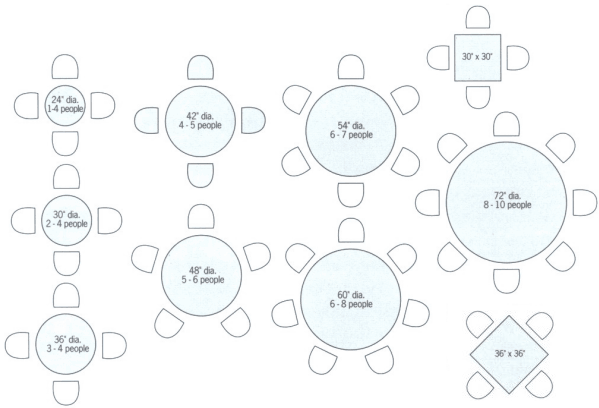 24" dia.
1-4 people
30" dia.
2 - 4 people
36" dia.
3 - 4 people
42" dia.
4 - 5 people
48" dia.
5 - 6 people
54" dia.
6 - 7 people
60" dia.
6 - 8 people
30" x 30"
72" dia.
8 - 10 people
36" x 36"